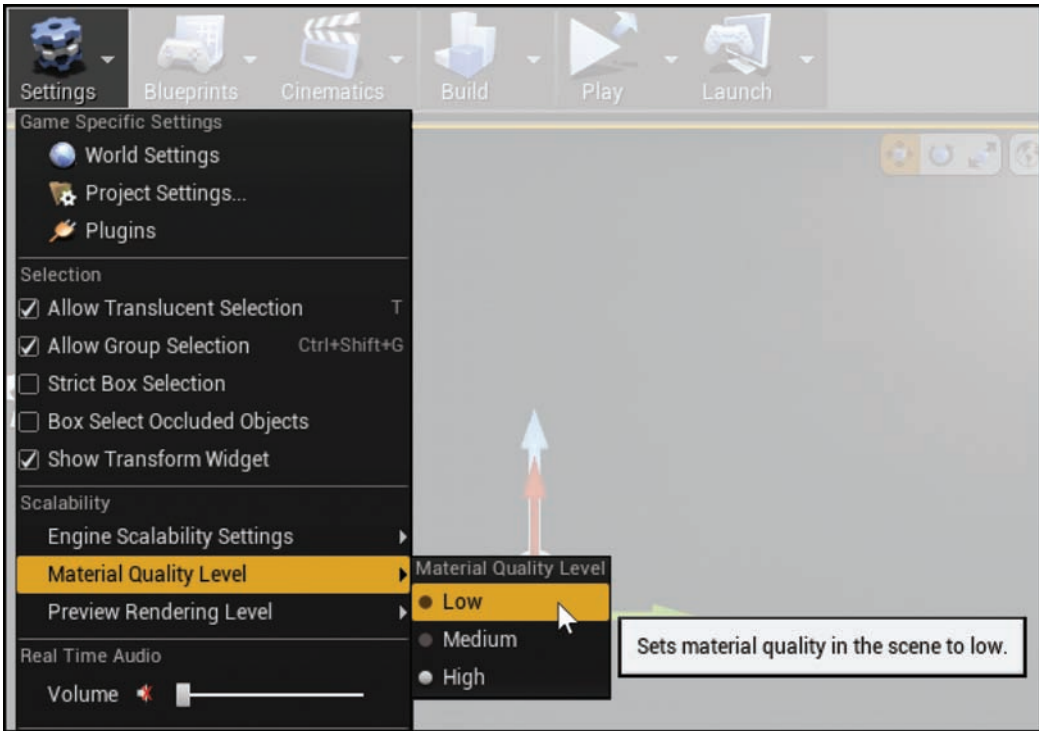 Settings
Blueprints
Cinematics
Build
Play
Launch
Game Specific Settings
World Settings
Project Settings...
Plugins
Selection
Allow Translucent Selection T
Allow Group Selection Ctrl+Shift+G
Strict Box Selection
Box Select Occluded Objects
Show Transform Widget
Scalability
Engine Scalability Settings
Material Quality Level
Preview Rendering Level
Real Time Audio
Volume
Material Quality Level
Low
Medium
High
Sets material quality in the scene to low.